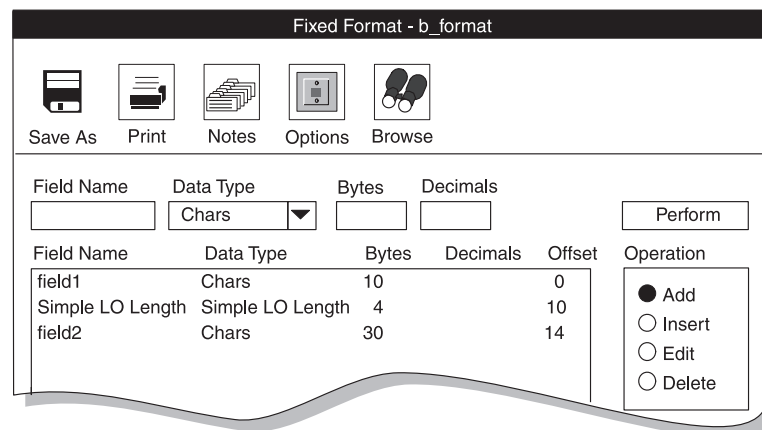 Fixed Format - b_format
Save As Print Notes Options Browse
Field Name Data Type Bytes Decimals
Chars Perform
Field Name Data Type Bytes Decimals Offset Operation
field1 Chars 10 0
Simple LO Length Simple LO Length 4 10
field2 Chars 30 14
Add
Insert
Edit
Delete